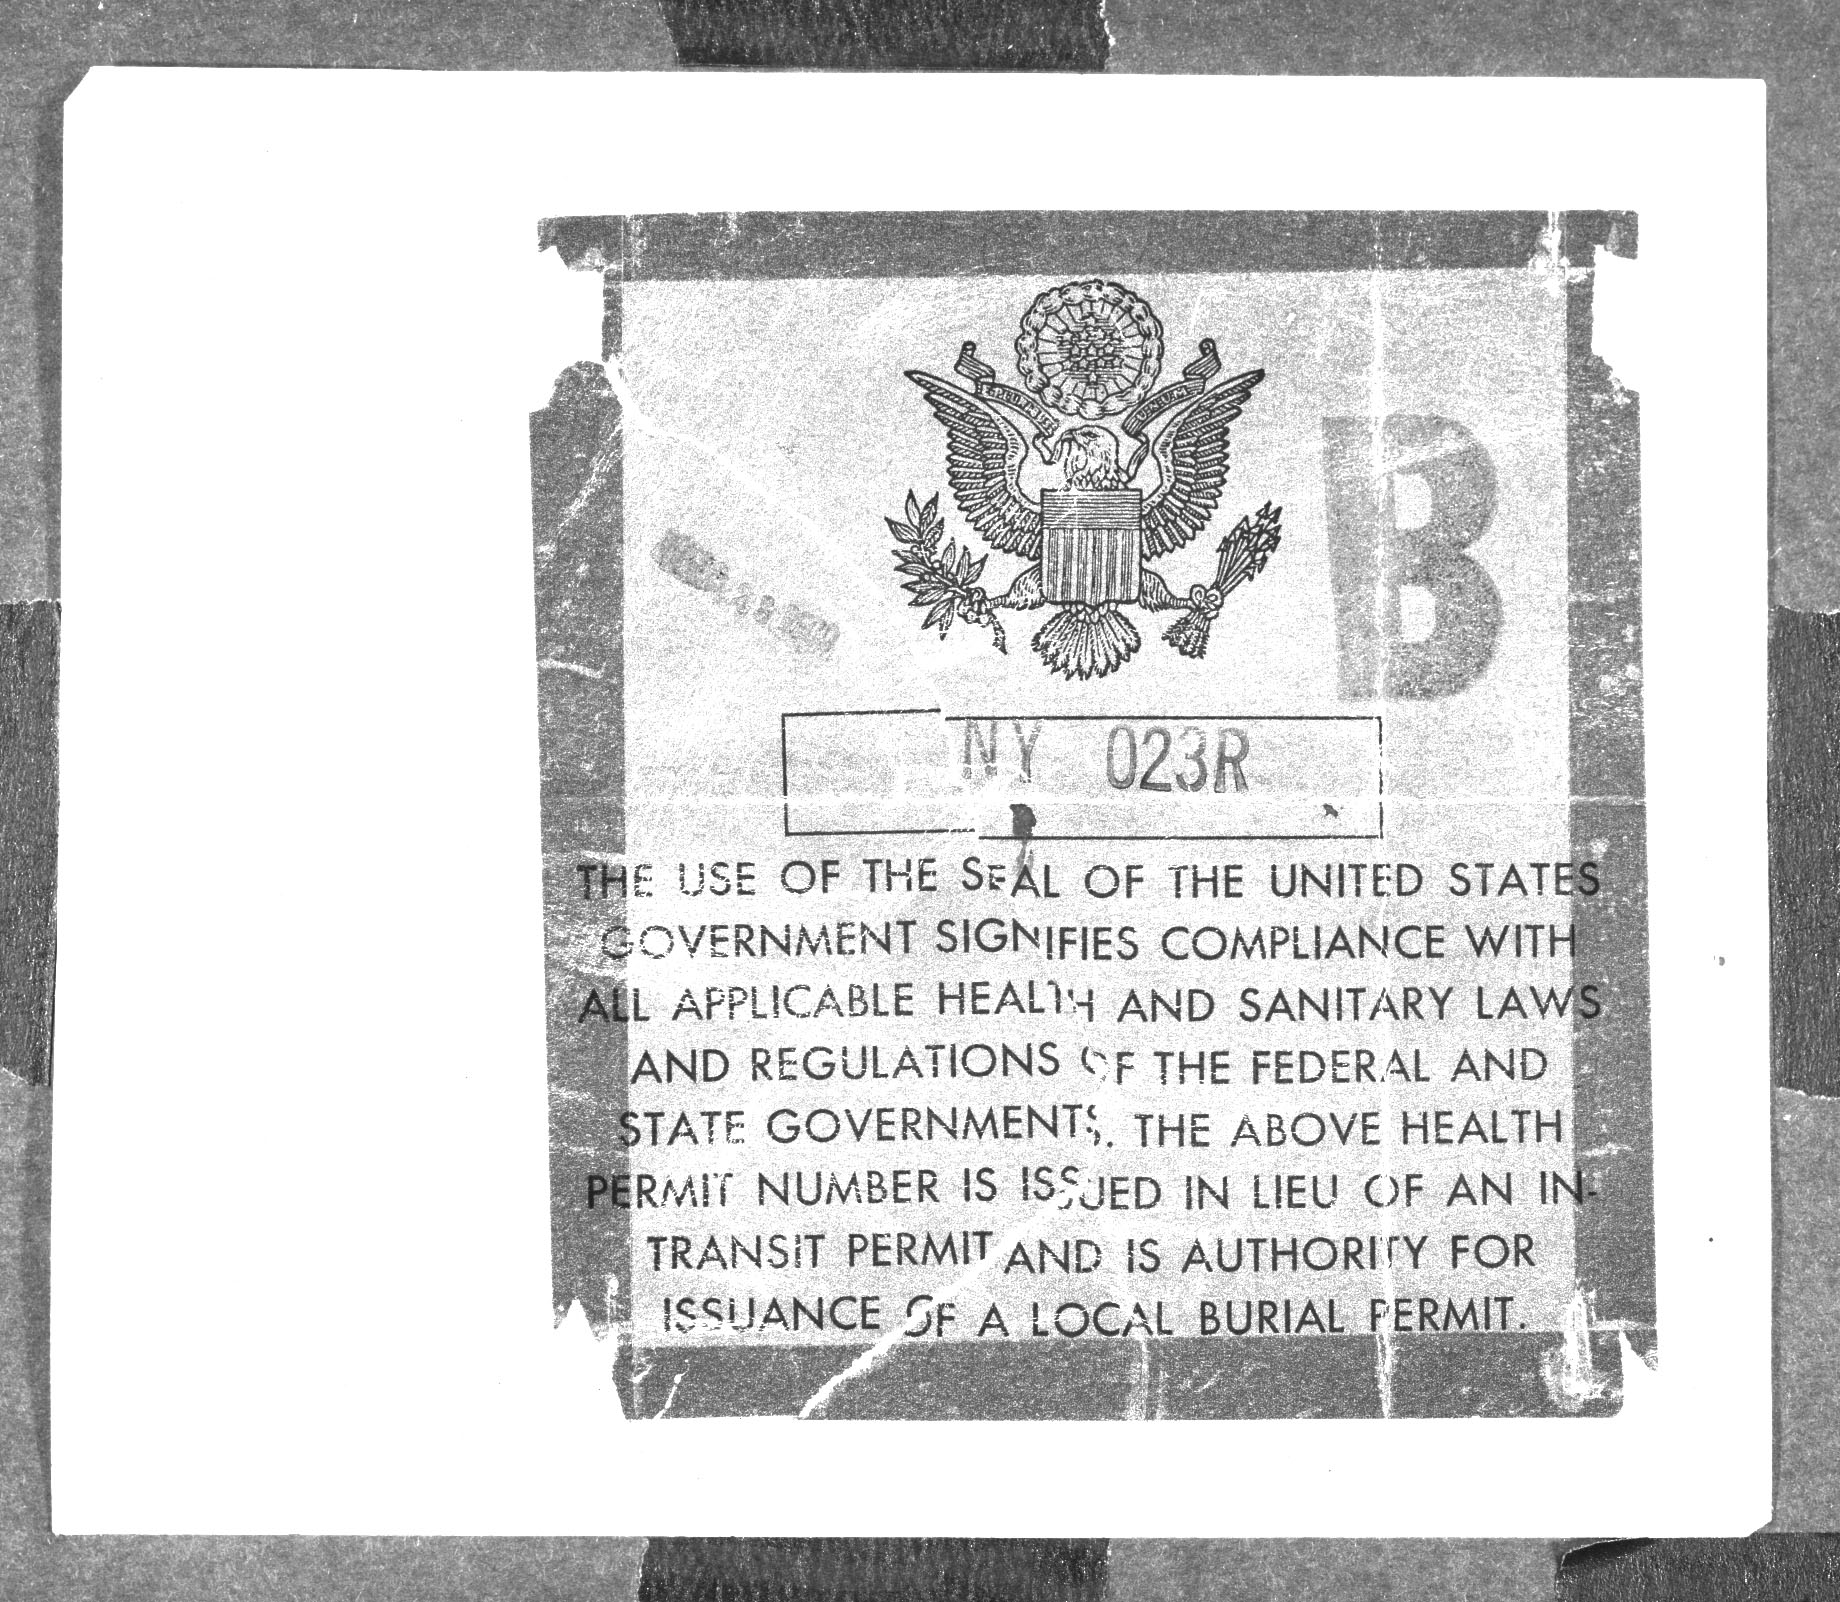 B
NY 023R
THE USE OF THE SEAL OF THE UNITED STATES
GOVERNMENT SIGNIFIES COMPLIANCE WITH
ALL APPLICABLE HEALTH AND SANITARY LAWS
AND REGULATIONS OF THE FEDERAL AND
STATE GOVERNMENTS. THE ABOVE HEALTH
PERMIT NUMBER IS ISSUED IN LIEU OF AN IN-
TRANSIT PERMIT AND IS AUTHORITY FOR
ISSUANCE OF A LOCAL BURIAL PERMIT.